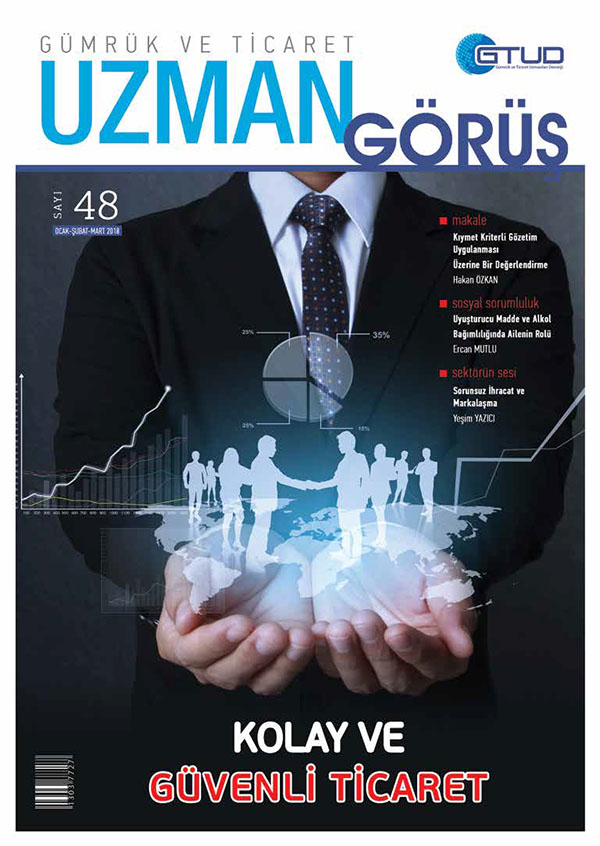 GÜMRÜK VE TİCARET
GTUD
Gümrük ve Ticaret Uzmanları Derneği
UZMAN
GÖRÜŞ
SAYI
48
OCAK-ŞUBAT-MART 2018
makale
Kıymet Kriterli Gözetim
Uygulanması
Üzerine Bir Değerlendirme
Hakan ÖZKAN
sosyal sorumluluk
Uyuşturucu Madde ve Alkol
Bağımlılığında Ailenin Rolü
Ercan MUTLU
sektörün sesi
Sorunsuz İhracat ve
Markalaşma
Yeşim YAZICI
25%
35%
25%
15%
KOLAY VE
GÜVENLİ TİCARET
13037727